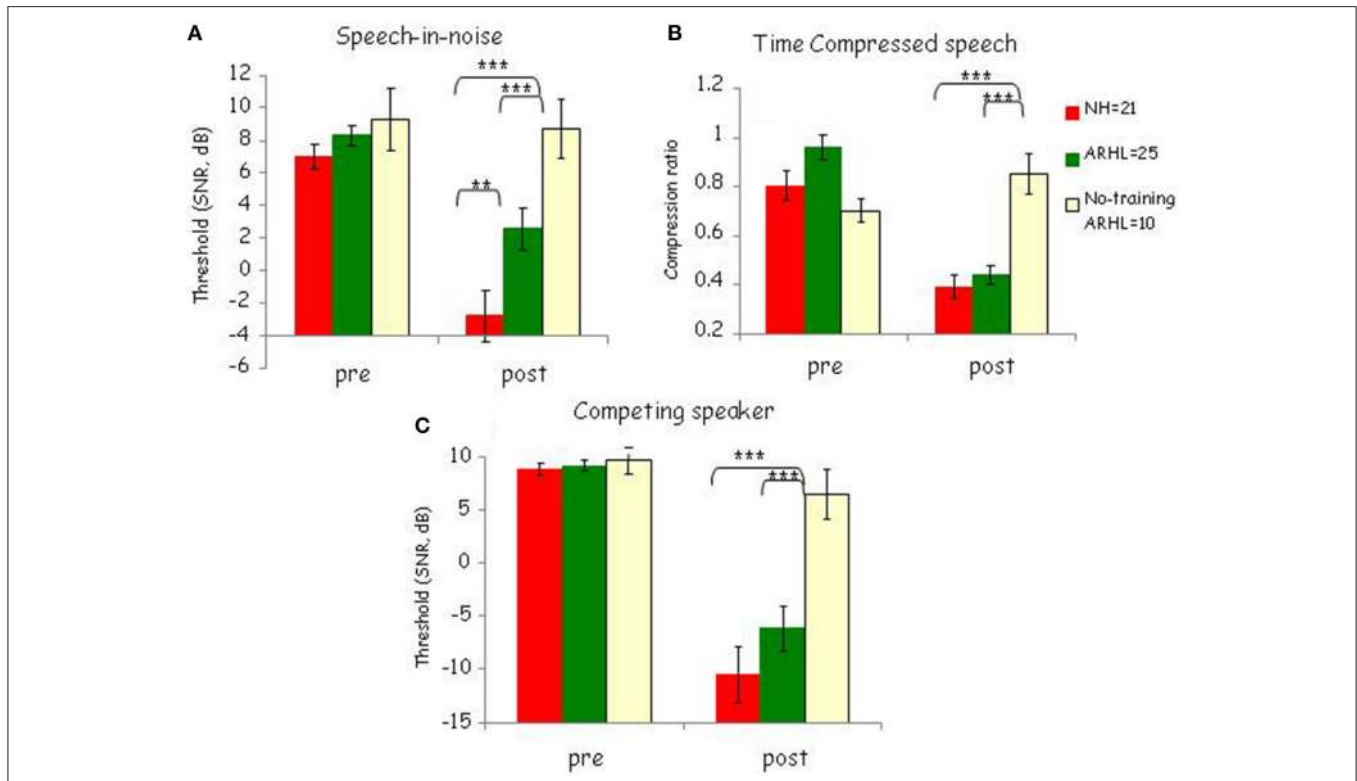 A
Speech-in-noise
Threshold (SNR, dB)
12
10
8
6
4
2
0
-2
-4
-6
***
***
**
pre
post
B
Time Compressed speech
Compression ratio
1.2
1
0.8
0.6
0.4
0.2
***
***
pre
post
NH=21
ARHL=25
No-training
ARHL=10
C
Competing speaker
Threshold (SNR, dB)
10
5
0
-5
-10
-15
***
***
pre
post